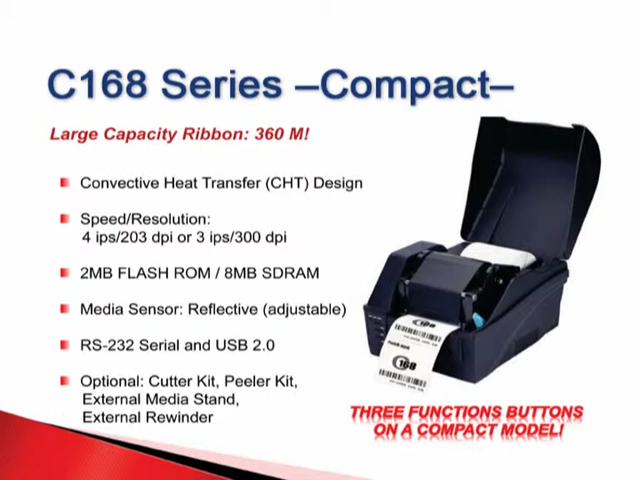 C168 Series –Compact–
Large Capacity Ribbon: 360 M!
Convective Heat Transfer (CHT) Design
Speed/Resolution:
4 ips/203 dpi or 3 ips/300 dpi
2MB FLASH ROM / 8MB SDRAM
Media Sensor: Reflective (adjustable)
RS-232 Serial and USB 2.0
Optional: Cutter Kit, Peeler Kit,
External Media Stand,
External Rewinder
168
168
THREE FUNCTIONS BUTTONS
ON A COMPACT MODEL!